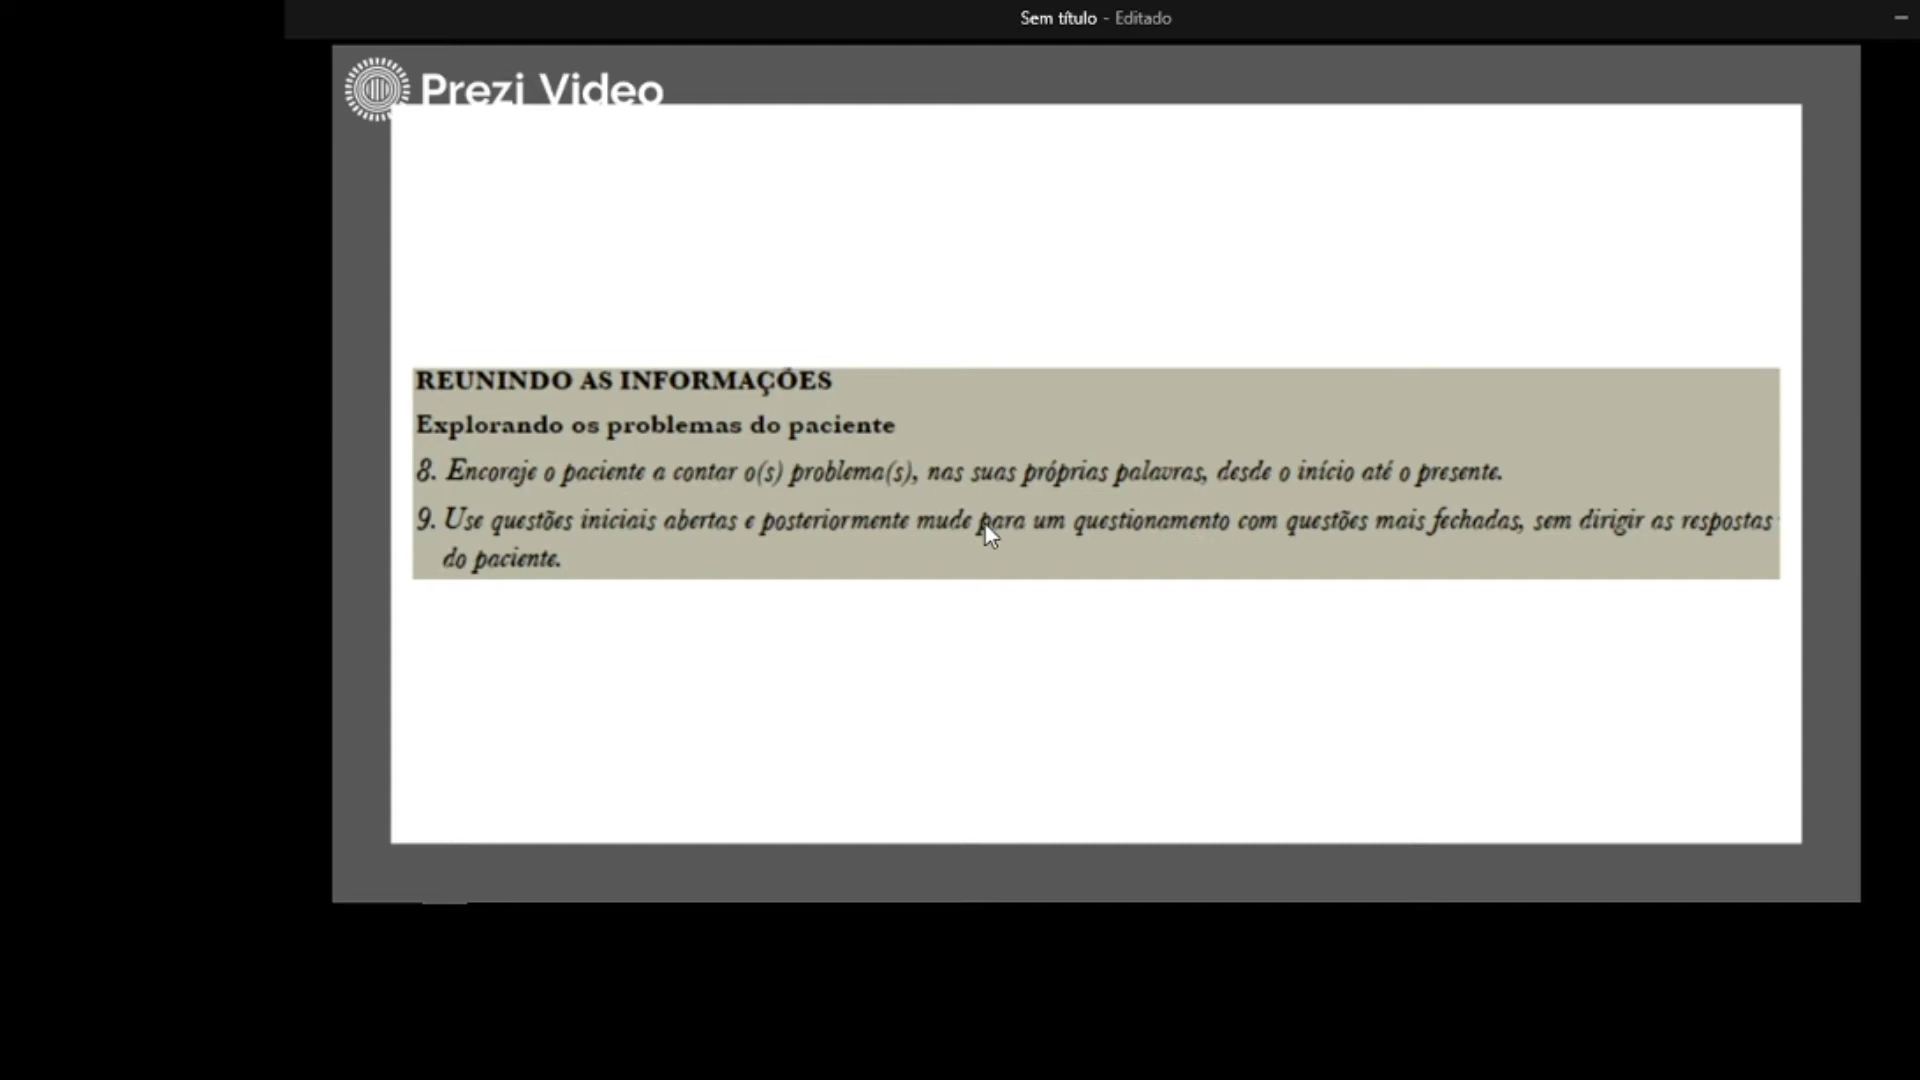 Sem título - Editado
Prezi Video
REUNINDO AS INFORMAÇÕES
Explorando os problemas do paciente
8. Encoraje o paciente a contar o(s) problema(s), nas suas próprias palavras, desde o início até o presente.
9. Use questões iniciais abertas e posteriormente mude para um questionamento com questões mais fechadas, sem dirigir as respostas
do paciente.